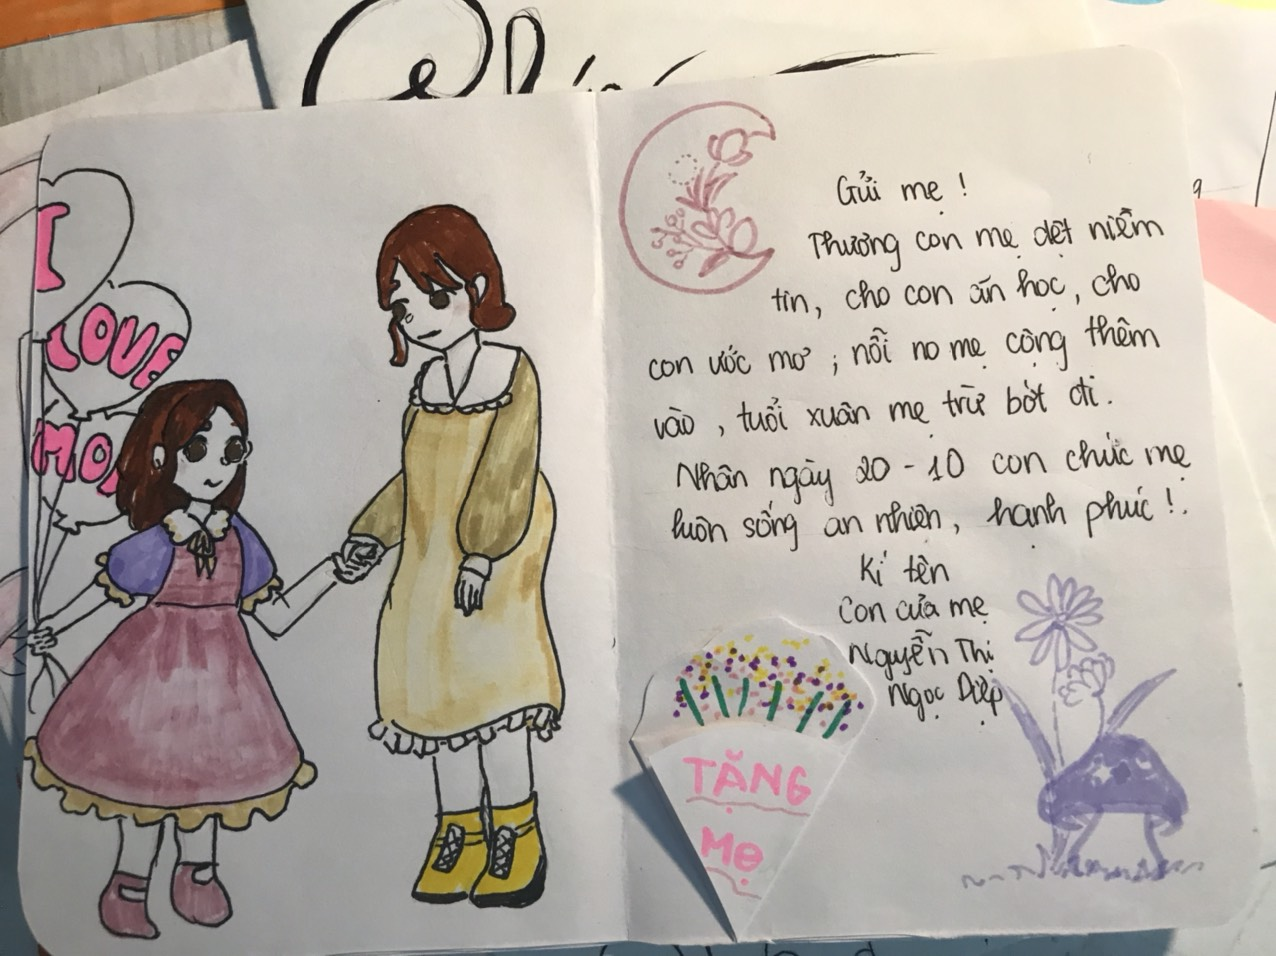 I
LOVE
MOM
Gửi mẹ !
Thương con mẹ dệt niềm
tin, cho con ăn học, cho
con ước mơ ; nỗi no mẹ cộng thêm
vào , tuổi xuân mẹ trừ bớt đi.
Nhân ngày 20 - 10 con chúc mẹ
luôn sống an nhiên, hạnh phúc !.
Kí tên
Con của mẹ
Nguyễn Thị
Ngọc Diệp
TẶNG
MẸ